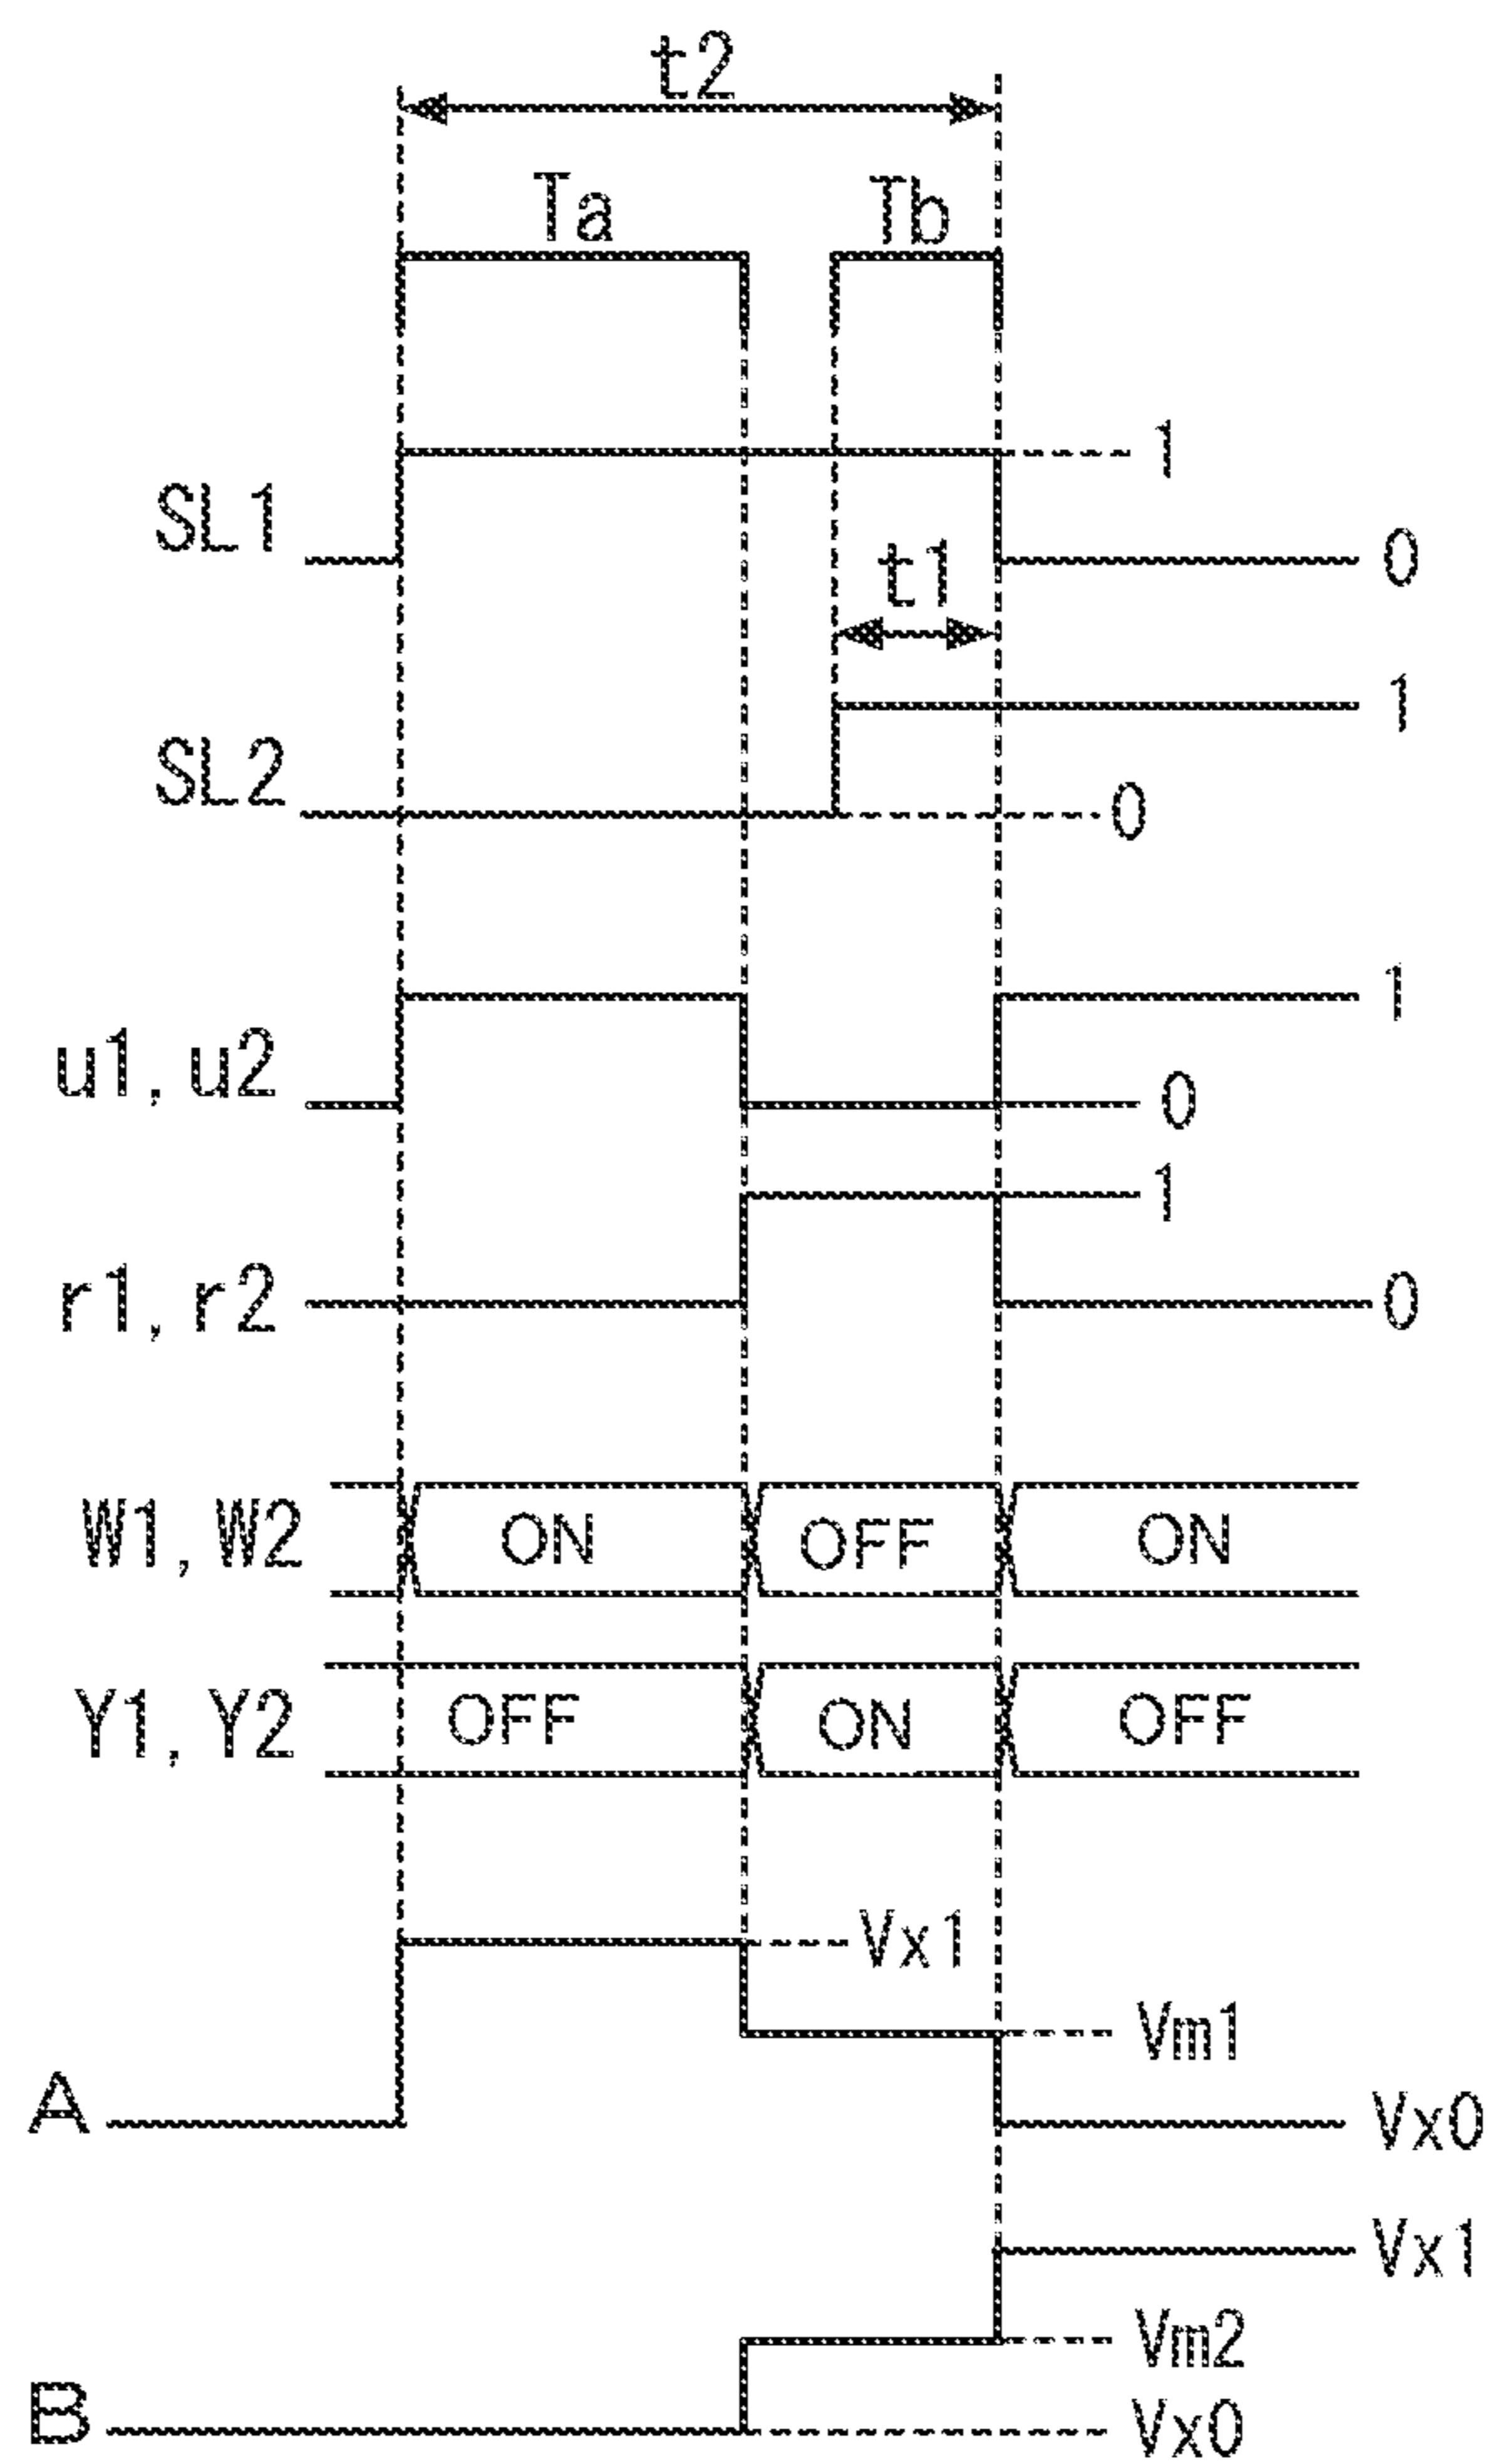 t2
Ta Tb
1
SL1 0
t1
1
SL2 0
1
u1, u2 0
1
r1, r2 0
W1, W2 ON OFF ON
Y1, Y2 OFF ON OFF
Vx1
Vm1
A Vx0
Vx1
Vm2
B Vx0